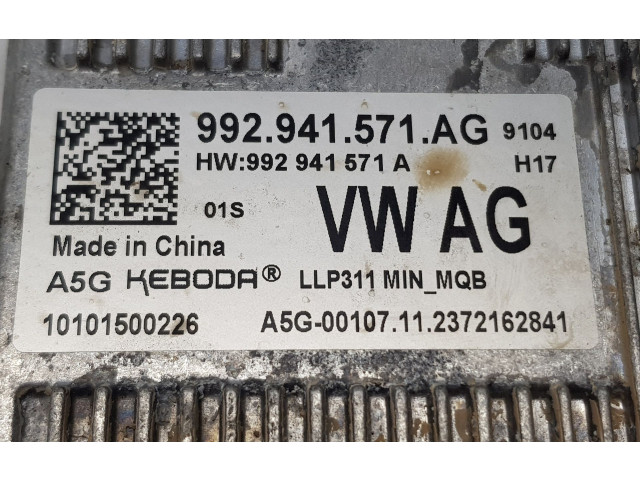 992.941.571.AG 9104
HW:992 941 571 A H17
01S VW AG
Made in China
A5G KEBODA® LLP311 MIN_MQB
10101500226 A5G-00107.11.2372162841